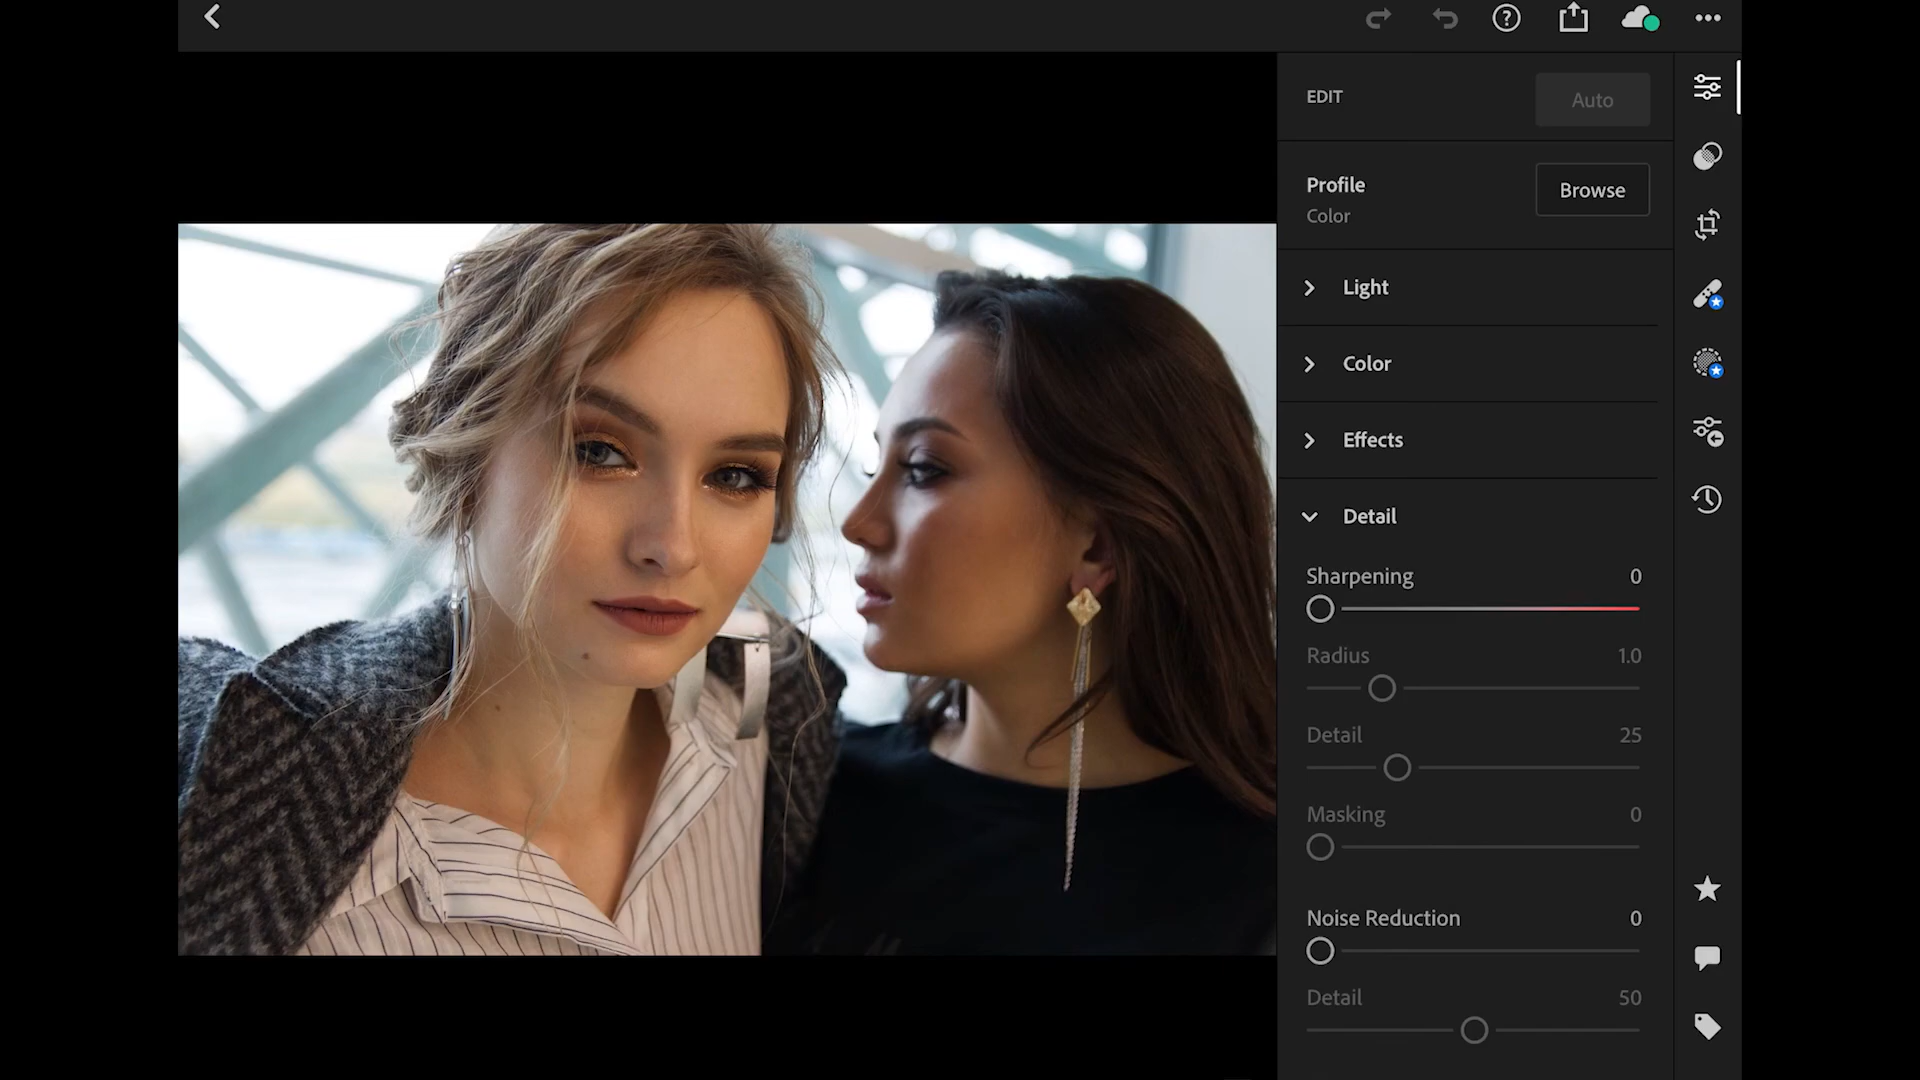 EDIT
Auto
Profile
Color
Browse
Light
Color
Effects
Detail
Sharpening 0
Radius 1.0
Detail 25
Masking 0
Noise Reduction 0
Detail 50